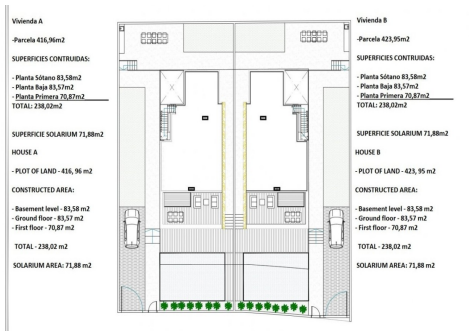 Vivienda A
-Parcela 416,96m2
SUPERFICIES CONTRUIDAS:
- Planta Sótano 83,58m2
- Planta Baja 83,57m2
- Planta Primera 70,87m2
TOTAL: 238,02m2
SUPERFICIE SOLARIUM 71,88m2
HOUSE A
- PLOT OF LAND - 416, 96 m2
CONSTRUCTED AREA:
- Basement level - 83,58 m2
- Ground floor - 83,57 m2
- First floor - 70,87 m2
TOTAL - 238,02 m2
SOLARIUM AREA: 71,88 m2
Vivienda B
-Parcela 423,95m2
SUPERFICIES CONTRUIDAS:
- Planta Sótano 83,58m2
- Planta Baja 83,57m2
- Planta Primera 70,87m2
TOTAL: 238,02m2
SUPERFICIE SOLARIUM 71,88m2
HOUSE B
- PLOT OF LAND - 423, 95 m2
CONSTRUCTED AREA:
- Basement level - 83,58 m2
- Ground floor - 83,57 m2
- First floor - 70,87 m2
TOTAL - 238,02 m2
SOLARIUM AREA: 71,88 m2